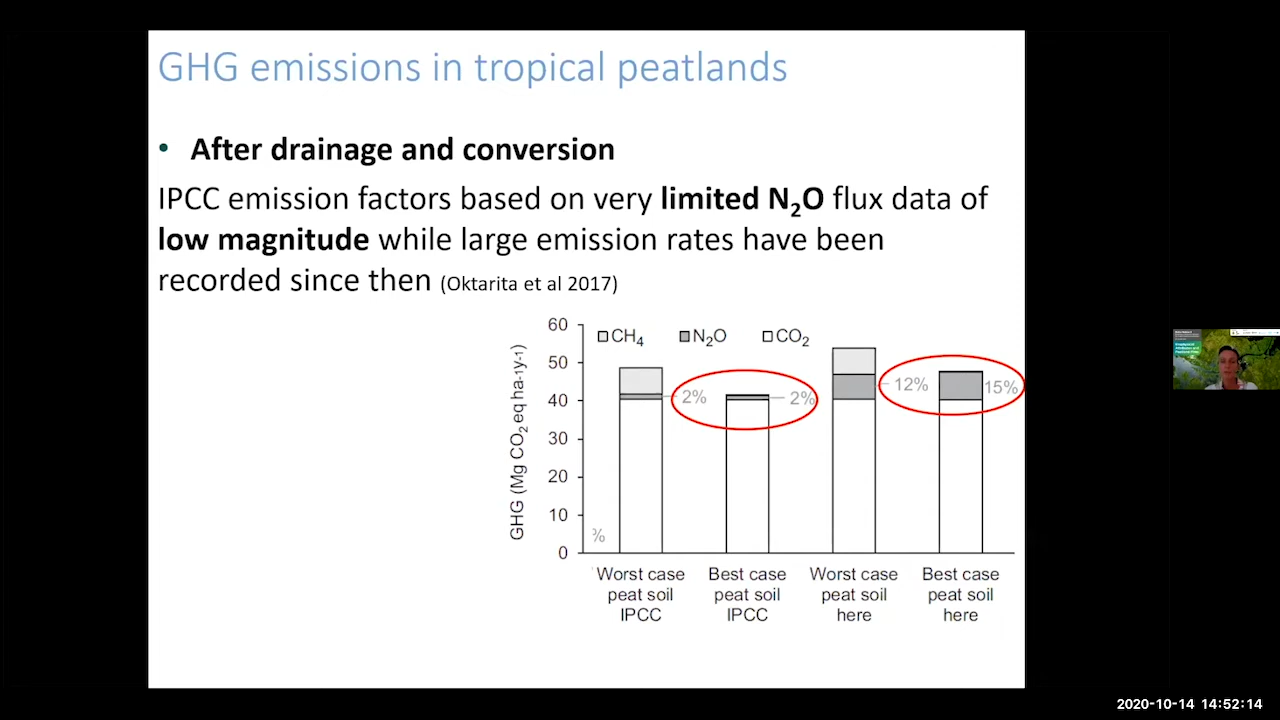 GHG emissions in tropical peatlands
• After drainage and conversion
IPCC emission factors based on very limited N₂O flux data of
low magnitude while large emission rates have been
recorded since then (Oktarita et al 2017)
GHG (Mg CO₂ eq ha-1y-1)
60
50
40
30
20
10
0
CH₄ N₂O CO₂
2%
2%
12%
15%
%
Worst case
peat soil
IPCC
Best case
peat soil
IPCC
Worst case
peat soil
here
Best case
peat soil
here
2020-10-14 14:52:14